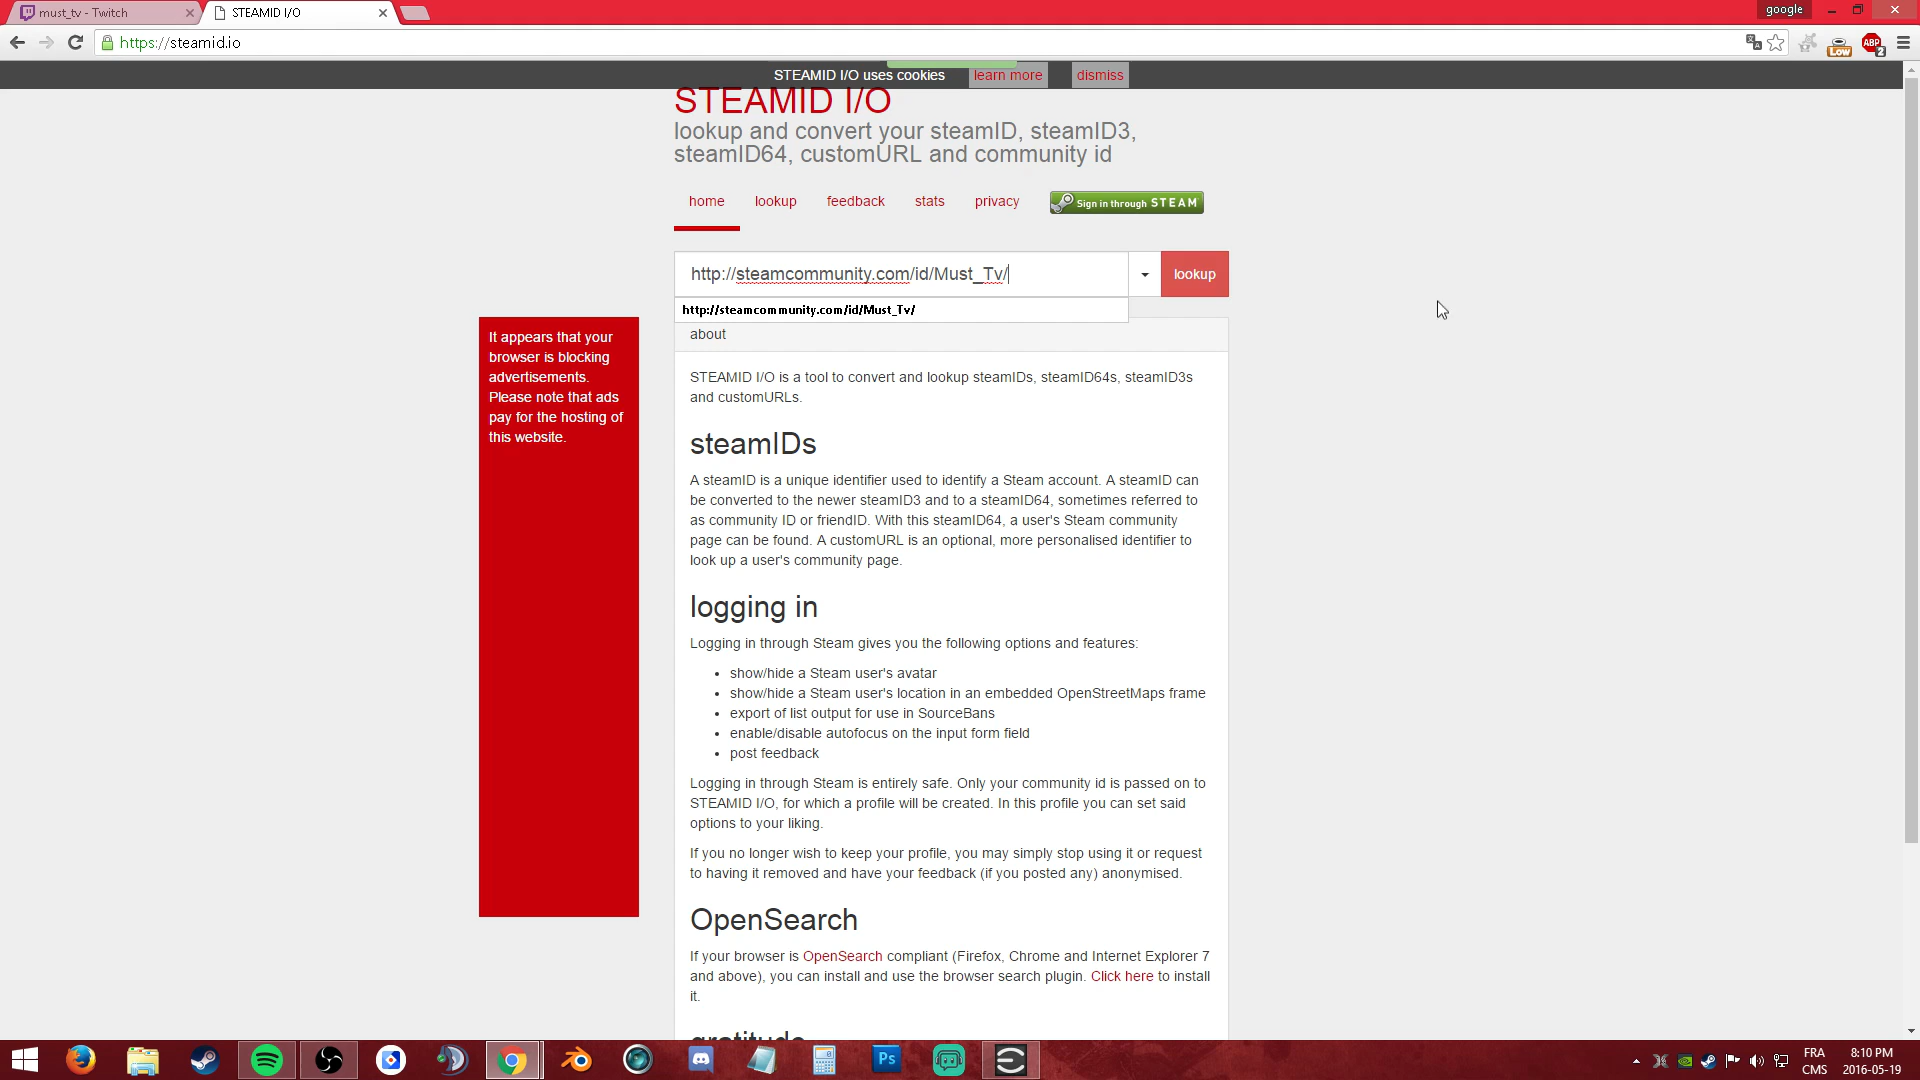 must_tv - Twitch
STEAMID I/O
google
https://steamid.io
Low
ABP
2
STEAMID I/O uses cookies
learn more
dismiss
STEAMID I/O
lookup and convert your steamID, steamID3,
steamID64, customURL and community id
home
lookup
feedback
stats
privacy
Sign in through STEAM
http://steamcommunity.com/id/Must_Tv/
lookup
http://steamcommunity.com/id/Must_Tv/
about
It appears that your
browser is blocking
advertisements.
Please note that ads
pay for the hosting of
this website.
STEAMID I/O is a tool to convert and lookup steamIDs, steamID64s, steamID3s
and customURLs.
steamIDs
A steamID is a unique identifier used to identify a Steam account. A steamID can
be converted to the newer steamID3 and to a steamID64, sometimes referred to
as community ID or friendID. With this steamID64, a user's Steam community
page can be found. A customURL is an optional, more personalised identifier to
look up a user's community page.
logging in
Logging in through Steam gives you the following options and features:
• show/hide a Steam user's avatar
• show/hide a Steam user's location in an embedded OpenStreetMaps frame
• export of list output for use in SourceBans
• enable/disable autofocus on the input form field
• post feedback
Logging in through Steam is entirely safe. Only your community id is passed on to
STEAMID I/O, for which a profile will be created. In this profile you can set said
options to your liking.
If you no longer wish to keep your profile, you may simply stop using it or request
to having it removed and have your feedback (if you posted any) anonymised.
OpenSearch
If your browser is OpenSearch compliant (Firefox, Chrome and Internet Explorer 7
and above), you can install and use the browser search plugin. Click here to install
it.
gratitude
Ps
FRA
CMS
8:10 PM
2016-05-19